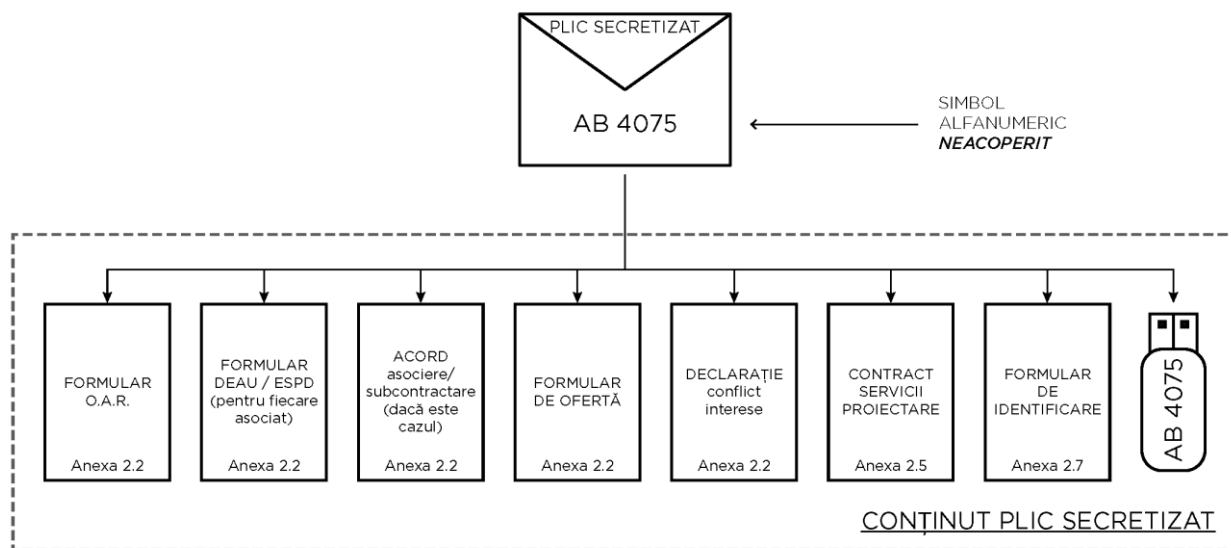 PLIC SECRETIZAT
AB 4075
SIMBOL
ALFANUMERIC
NEACOPERIT
FORMULAR
O.A.R.
Anexa 2.2
FORMULAR
DEAU / ESPD
(pentru fiecare
asociat)
Anexa 2.2
ACORD
asociere/
subcontractare
(dacă este
cazul)
Anexa 2.2
FORMULAR
DE OFERTĂ
Anexa 2.2
DECLARAȚIE
conflict
interese
Anexa 2.2
CONTRACT
SERVICII
PROIECTARE
Anexa 2.5
FORMULAR
DE
IDENTIFICARE
Anexa 2.7
AB 4075
CONȚINUT PLIC SECRETIZAT